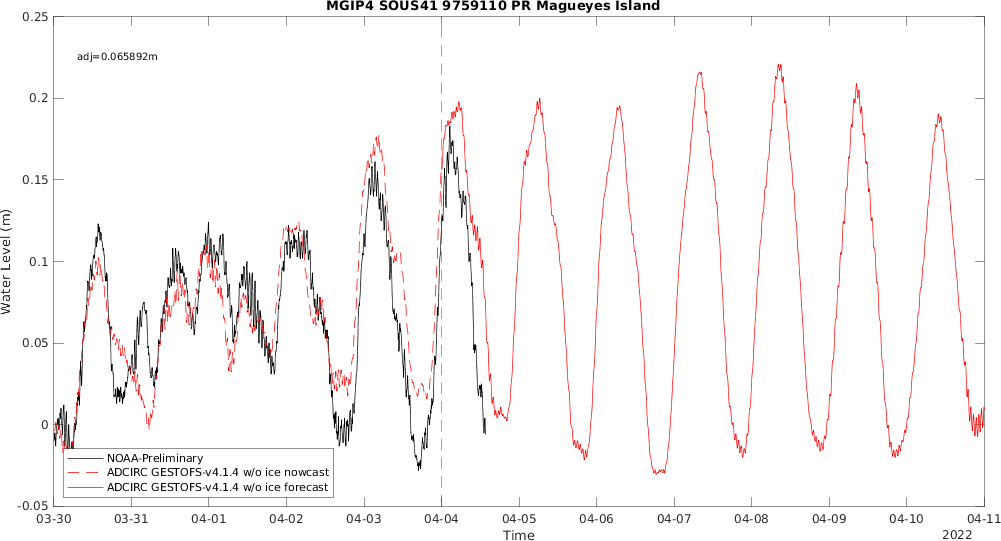 MGIP4 SOUS41 9759110 PR Magueyes Island
0.25
adj=0.065892m
0.2
0.15
0.1
0.05
0
-0.05
Water Level (m)
NOAA-Preliminary
ADCIRC GESTOFS-v4.1.4 w/o ice nowcast
ADCIRC GESTOFS-v4.1.4 w/o ice forecast
03-30 03-31 04-01 04-02 04-03 04-04 04-05 04-06 04-07 04-08 04-09 04-10 04-11
Time
2022